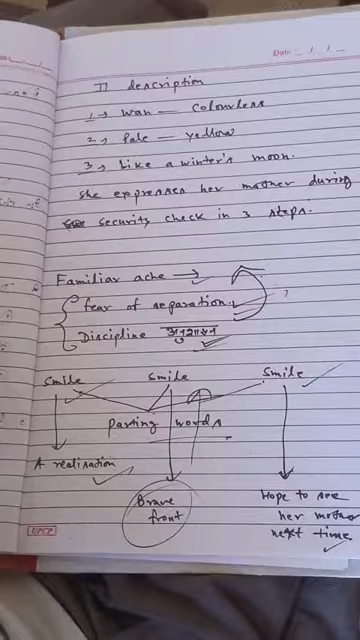 Date / /
II description
1) Wan — Colourless
2) Pale — yellow
3) Like a winter's moon.
She expresses her mother during
security check in 3 steps.
Familiar ache →
fear of separation.
Discipline अनुशासन
Smile Smile Smile
parting words
A realisation
Brave
front
Hope to see
her mother
next time
UPCP